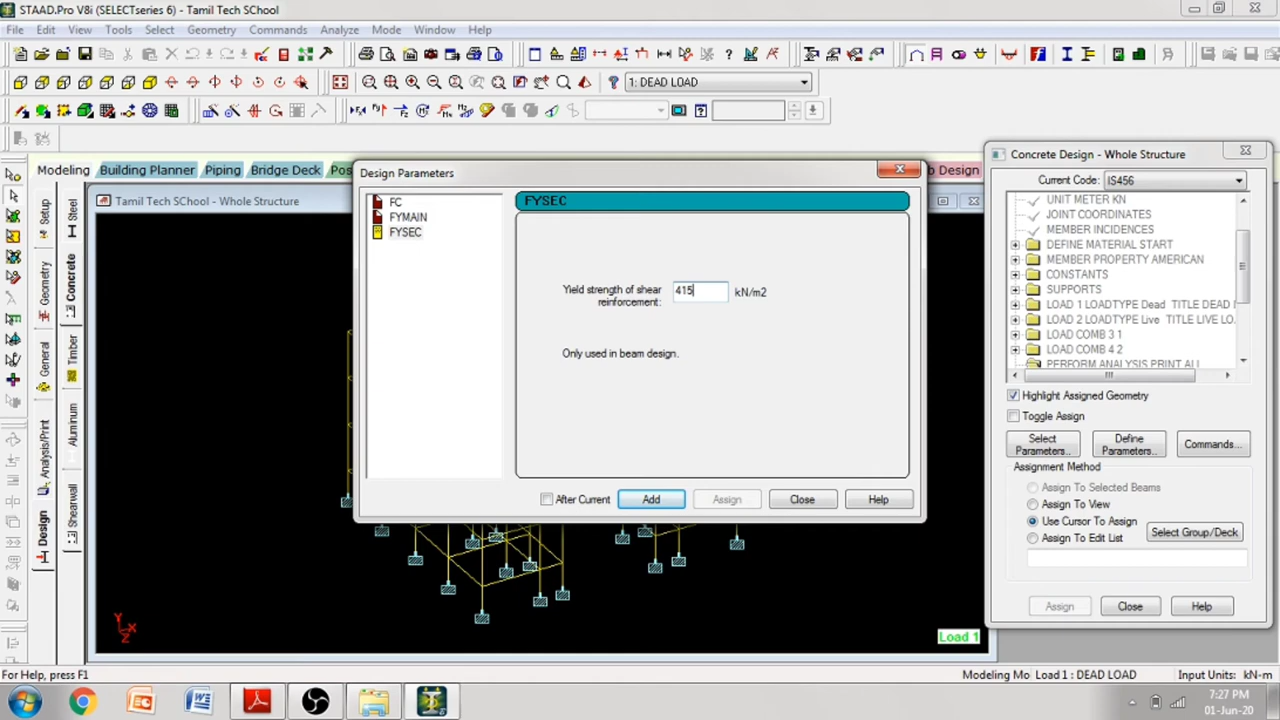 STAAD.Pro V8i (SELECTseries 6) - Tamil Tech SChool
File Edit View Tools Select Geometry Commands Analyze Mode Window Help
1: DEAD LOAD
Modeling Building Planner Piping Bridge Deck Pos
b Design
Tamil Tech SChool - Whole Structure
Setup
Geometry
General
Analysis/Print
Design
Steel
Concrete
Timber
Aluminum
Shearwall
Design Parameters
FC
FYMAIN
FYSEC
FYSEC
Yield strength of shear
reinforcement:
415
kN/m2
Only used in beam design.
After Current
Add
Assign
Close
Help
Y
X
Z
Load 1
Concrete Design - Whole Structure
Current Code: IS456
UNIT METER KN
JOINT COORDINATES
MEMBER INCIDENCES
DEFINE MATERIAL START
MEMBER PROPERTY AMERICAN
CONSTANTS
SUPPORTS
LOAD 1 LOADTYPE Dead TITLE DEAD
LOAD 2 LOADTYPE Live TITLE LIVE LO.
LOAD COMB 3 1
LOAD COMB 4 2
PERFORM ANALYSIS PRINT ALL
Highlight Assigned Geometry
Toggle Assign
Select
Parameters..
Define
Parameters..
Commands...
Assignment Method
Assign To Selected Beams
Assign To View
Use Cursor To Assign
Assign To Edit List
Select Group/Deck
Assign
Close
Help
For Help, press F1
Modeling Mo Load 1 : DEAD LOAD Input Units: kN-m
7:27 PM
01-Jun-20